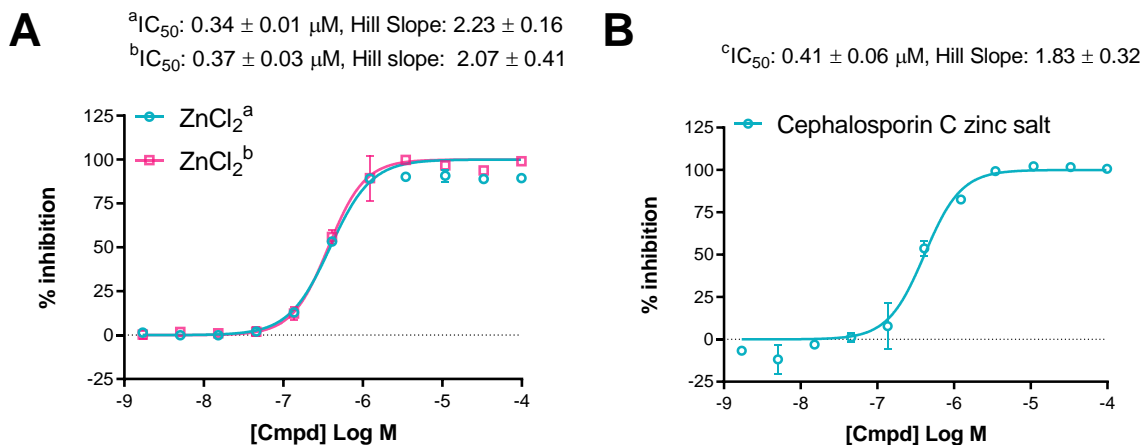 A
ᵃIC₅₀: 0.34 ± 0.01 μM, Hill Slope: 2.23 ± 0.16
ᵇIC₅₀: 0.37 ± 0.03 μM, Hill slope: 2.07 ± 0.41
ZnCl₂ᵃ
ZnCl₂ᵇ
% inhibition
125
100
75
50
25
0
-25
-9 -8 -7 -6 -5 -4
[Cmpd] Log M
B
ᶜIC₅₀: 0.41 ± 0.06 μM, Hill Slope: 1.83 ± 0.32
Cephalosporin C zinc salt
% inhibition
125
100
75
50
25
0
-25
-9 -8 -7 -6 -5 -4
[Cmpd] Log M